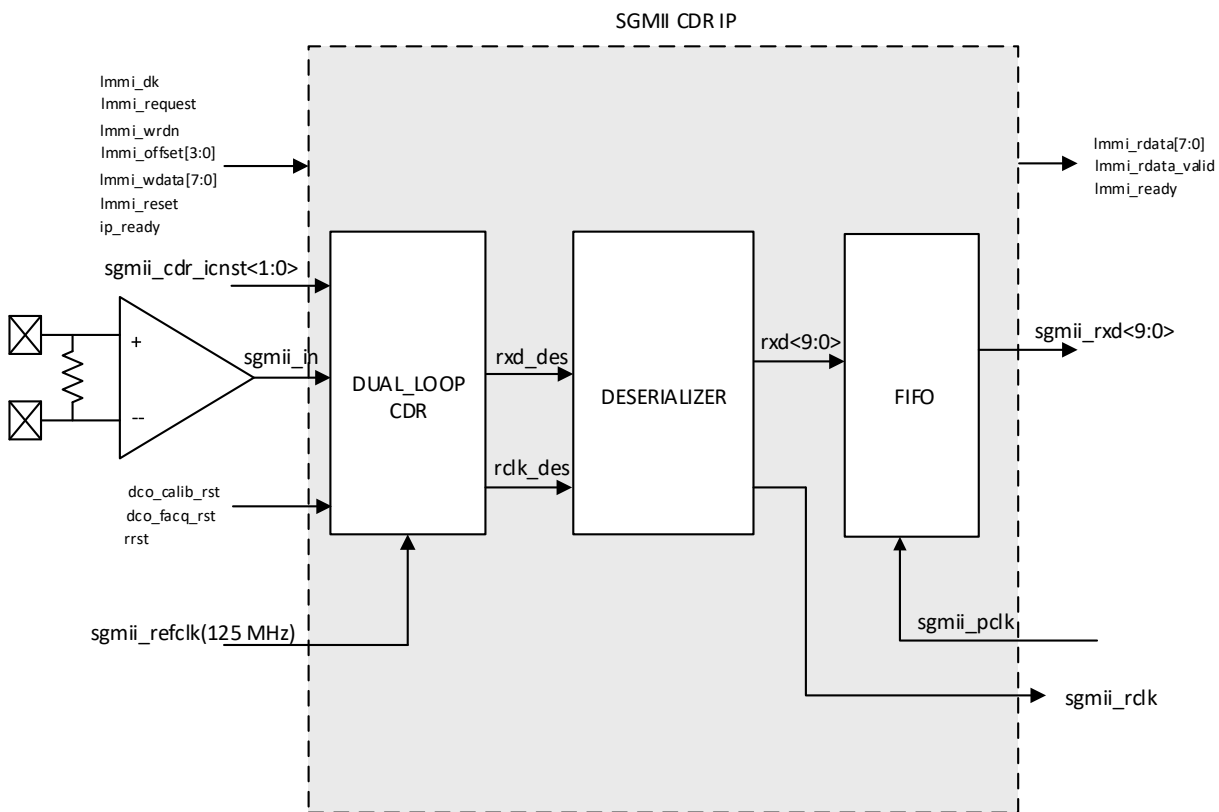 SGMII CDR IP
lmmi_clk
lmmi_request
lmmi_wrdn
lmmi_offset[3:0]
lmmi_wdata[7:0]
lmmi_reset
ip_ready
lmmi_rdata[7:0]
lmmi_rdata_valid
lmmi_ready
sgmii_cdr_icnst<1:0>
+
--
sgmii_in
DUAL_LOOP
CDR
rxd_des
rclk_des
DESERIALIZER
rxd<9:0>
FIFO
sgmii_rxd<9:0>
dco_calib_rst
dco_facq_rst
rrst
sgmii_refclk(125 MHz)
sgmii_pclk
sgmii_rclk